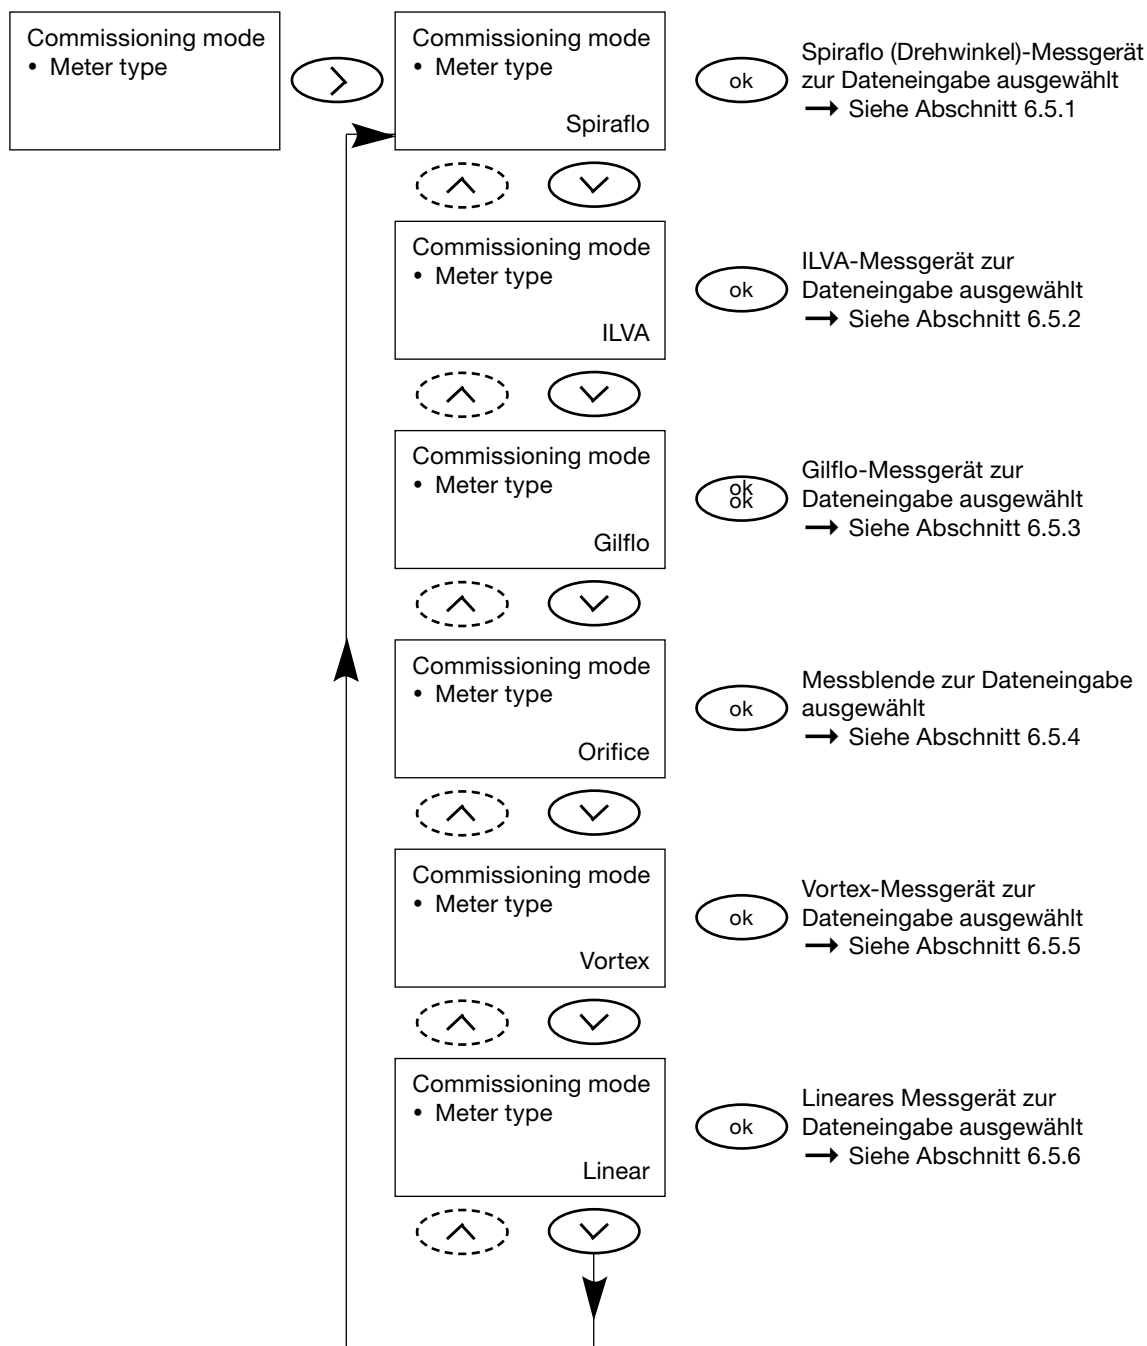 Commissioning mode
• Meter type
Commissioning mode
• Meter type
Spiraflo
ok
Spiraflo (Drehwinkel)-Messgerät
zur Dateneingabe ausgewählt
→ Siehe Abschnitt 6.5.1
Commissioning mode
• Meter type
ILVA
ok
ILVA-Messgerät zur
Dateneingabe ausgewählt
→ Siehe Abschnitt 6.5.2
Commissioning mode
• Meter type
Gilflo
ok
ok
Gilflo-Messgerät zur
Dateneingabe ausgewählt
→ Siehe Abschnitt 6.5.3
Commissioning mode
• Meter type
Orifice
ok
Messblende zur Dateneingabe
ausgewählt
→ Siehe Abschnitt 6.5.4
Commissioning mode
• Meter type
Vortex
ok
Vortex-Messgerät zur
Dateneingabe ausgewählt
→ Siehe Abschnitt 6.5.5
Commissioning mode
• Meter type
Linear
ok
Lineares Messgerät zur
Dateneingabe ausgewählt
→ Siehe Abschnitt 6.5.6